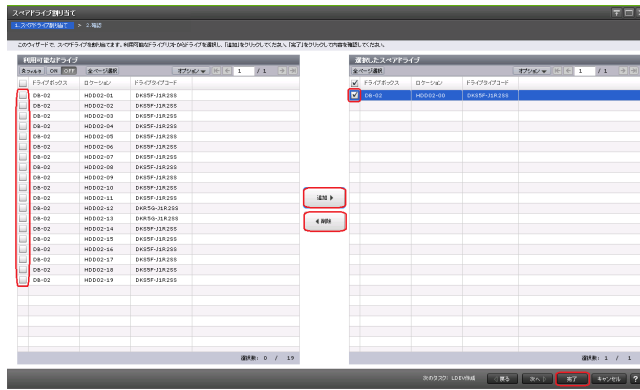 スペアドライブ割り当て
1.スペアドライブ割り当て > 2.確認
このウィザードで、スペアドライブを割り当てます。利用可能なドライブリストからドライブを選択し、「追加」をクリックしてください。「完了」をクリックして内容を確認してください。
利用可能なドライブ
フィルタ ON OFF 全ページ選択 オプション 1 / 1
ドライブボックス ロケーション ドライブタイプコード
DB-02 HDD02-01 DKS5F-J1R2SS
DB-02 HDD02-02 DKS5F-J1R2SS
DB-02 HDD02-03 DKS5F-J1R2SS
DB-02 HDD02-04 DKS5F-J1R2SS
DB-02 HDD02-05 DKS5F-J1R2SS
DB-02 HDD02-06 DKS5F-J1R2SS
DB-02 HDD02-07 DKS5F-J1R2SS
DB-02 HDD02-08 DKS5F-J1R2SS
DB-02 HDD02-09 DKS5F-J1R2SS
DB-02 HDD02-10 DKS5F-J1R2SS
DB-02 HDD02-11 DKS5F-J1R2SS
DB-02 HDD02-12 DKR5G-J1R2SS
DB-02 HDD02-13 DKR5G-J1R2SS
DB-02 HDD02-14 DKS5F-J1R2SS
DB-02 HDD02-15 DKS5F-J1R2SS
DB-02 HDD02-16 DKS5F-J1R2SS
DB-02 HDD02-17 DKS5F-J1R2SS
DB-02 HDD02-18 DKS5F-J1R2SS
DB-02 HDD02-19 DKS5F-J1R2SS
選択数: 0 / 19
追加
削除
選択したスペアドライブ
全ページ選択 オプション 1 / 1
ドライブボックス ロケーション ドライブタイプコード
DB-02 HDD02-00 DKS5F-J1R2SS
選択数: 1 / 1
次のタスク: LDEV作成 戻る 次へ 完了 キャンセル ?